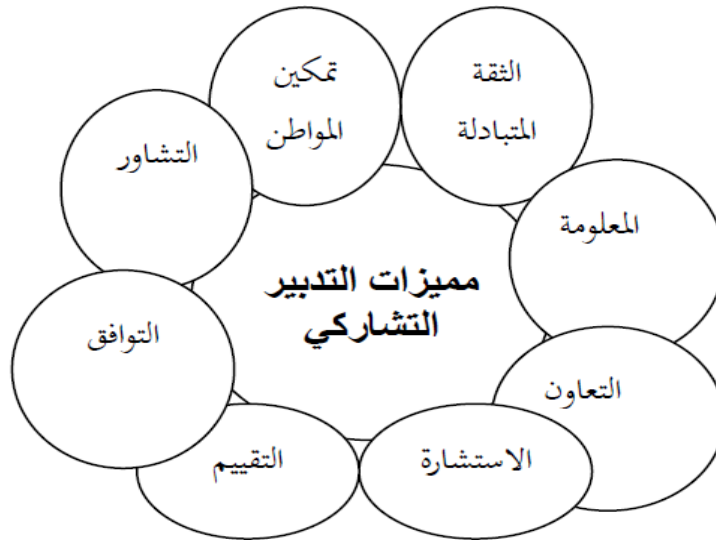 الثقة
المتبادلة
تمكين
المواطن
التشاور
المعلومة
مميزات التدبير
التشاركي
التوافق
التعاون
الاستشارة
التقييم